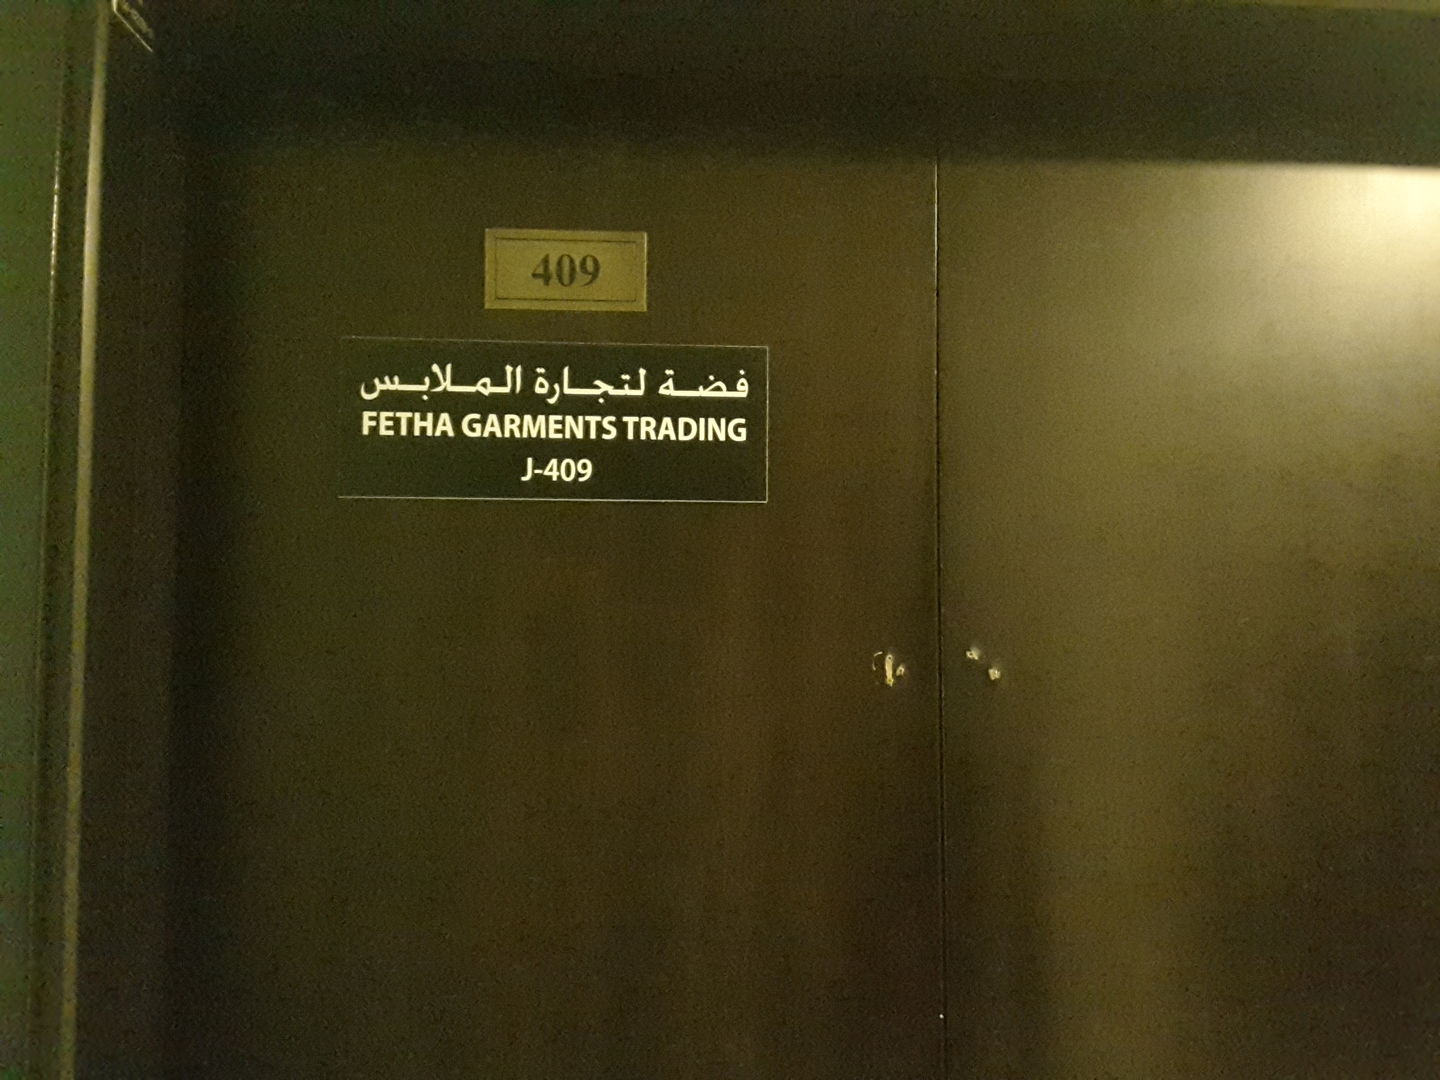 409
فضة لتجارة الملابس
FETHA GARMENTS TRADING
J-409